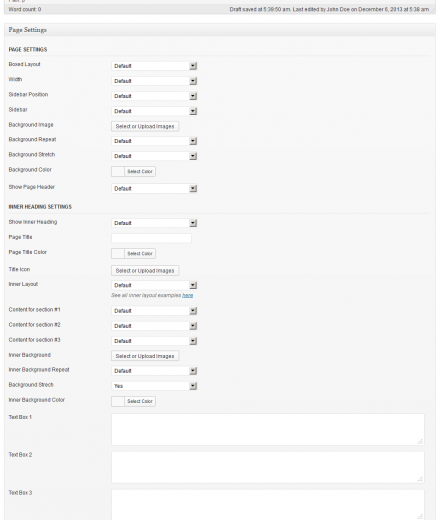 Word count: 0 Draft saved at 5:39:50 am. Last edited by John Doe on December 6, 2013 at 5:38 am
Page Settings
PAGE SETTINGS
Boxed Layout Default
Width Default
Sidebar Position Default
Sidebar Default
Background Image Select or Upload Images
Background Repeat Default
Background Stretch Default
Background Color Select Color
Show Page Header Default
INNER HEADING SETTINGS
Show Inner Heading Default
Page Title
Page Title Color Select Color
Title Icon Select or Upload Images
Inner Layout Default
See all inner layout examples here
Content for section #1 Default
Content for section #2 Default
Content for section #3 Default
Inner Background Select or Upload Images
Inner Background Repeat Default
Background Strech Yes
Inner Background Color Select Color
Text Box 1
Text Box 2
Text Box 3